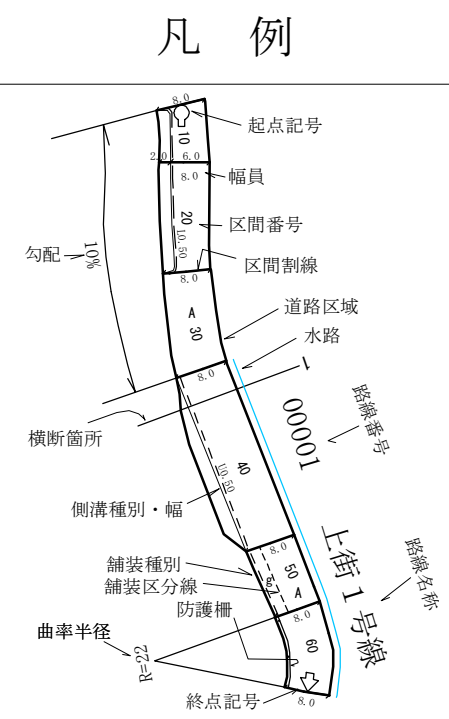 凡 例
8.0
起点記号
10
2.0 6.0
8.0
幅員
20
区間番号
U0.50
勾配
10%
区間割線
8.0
道路区域
A
30
水路
8.0
1
横断箇所
00001
路線番号
40
U0.50
側溝種別・幅
8.0
上街1号線
路線名称
舗装種別
50
舗装区分線
g
A
防護柵
8.0
曲率半径
60
R=22
終点記号
8.0